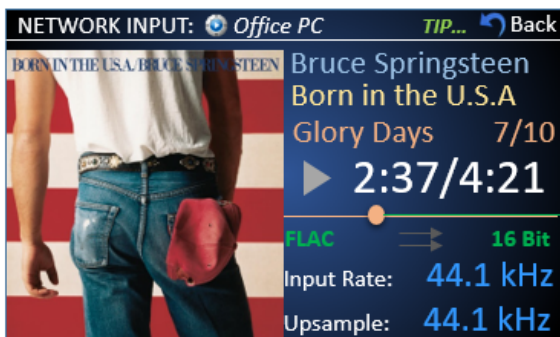 NETWORK INPUT: Office PC TIP... Back
BORN IN THE U.S.A./BRUCE SPRINGSTEEN
Bruce Springsteen
Born in the U.S.A
Glory Days 7/10
2:37/4:21
FLAC 16 Bit
Input Rate: 44.1 kHz
Upsample: 44.1 kHz